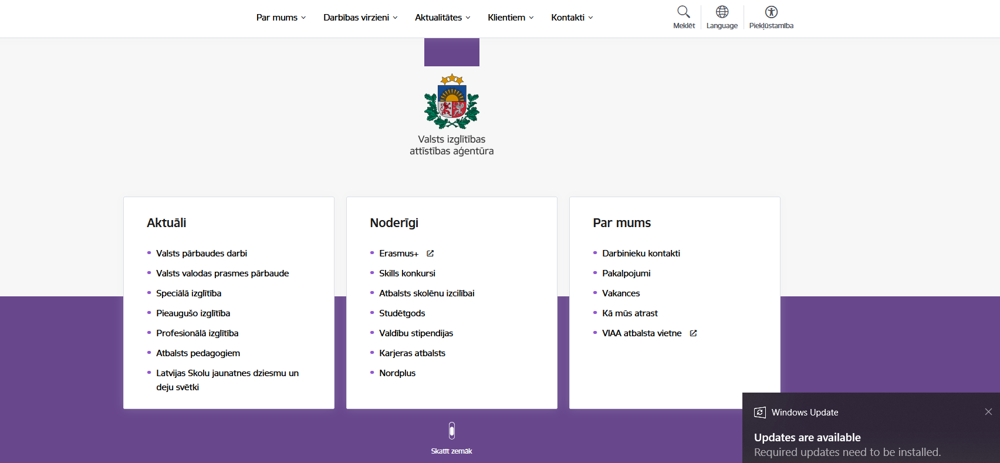 Par mums
Darbības virzieni
Aktualitātes
Klientiem
Kontakti
Meklēt
Language
Piekļūstamība
Valsts izglītības
attīstības aģentūra
Aktuāli
Valsts pārbaudes darbi
Valsts valodas prasmes pārbaude
Speciālā izglītība
Pieaugušo izglītība
Profesionālā izglītība
Atbalsts pedagogiem
Latvijas Skolu jaunatnes dziesmu un
deju svētki
Noderīgi
Erasmus+
Skills konkursi
Atbalsts skolēnu izcilībai
Studētgods
Valdību stipendijas
Karjeras atbalsts
Nordplus
Par mums
Darbinieku kontakti
Pakalpojumi
Vakances
Kā mūs atrast
VIAA atbalsta vietne
Skatīt zemāk
Windows Update
Updates are available
Required updates need to be installed.